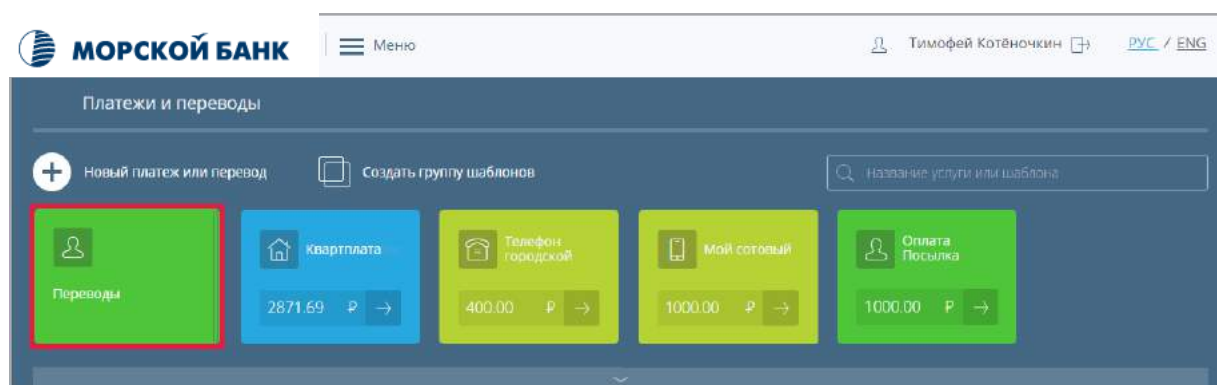 МОРСКОЙ БАНК
Меню
Тимофей Котёночкин
РУС / ENG
Платежи и переводы
Новый платеж или перевод
Создать группу шаблонов
Название услуги или шаблона
Переводы
Квартплата
2871.69 ₽ →
Телефон
городской
400.00 ₽ →
Мой сотовый
1000.00 ₽ →
Оплата
Посылка
1000.00 ₽ →